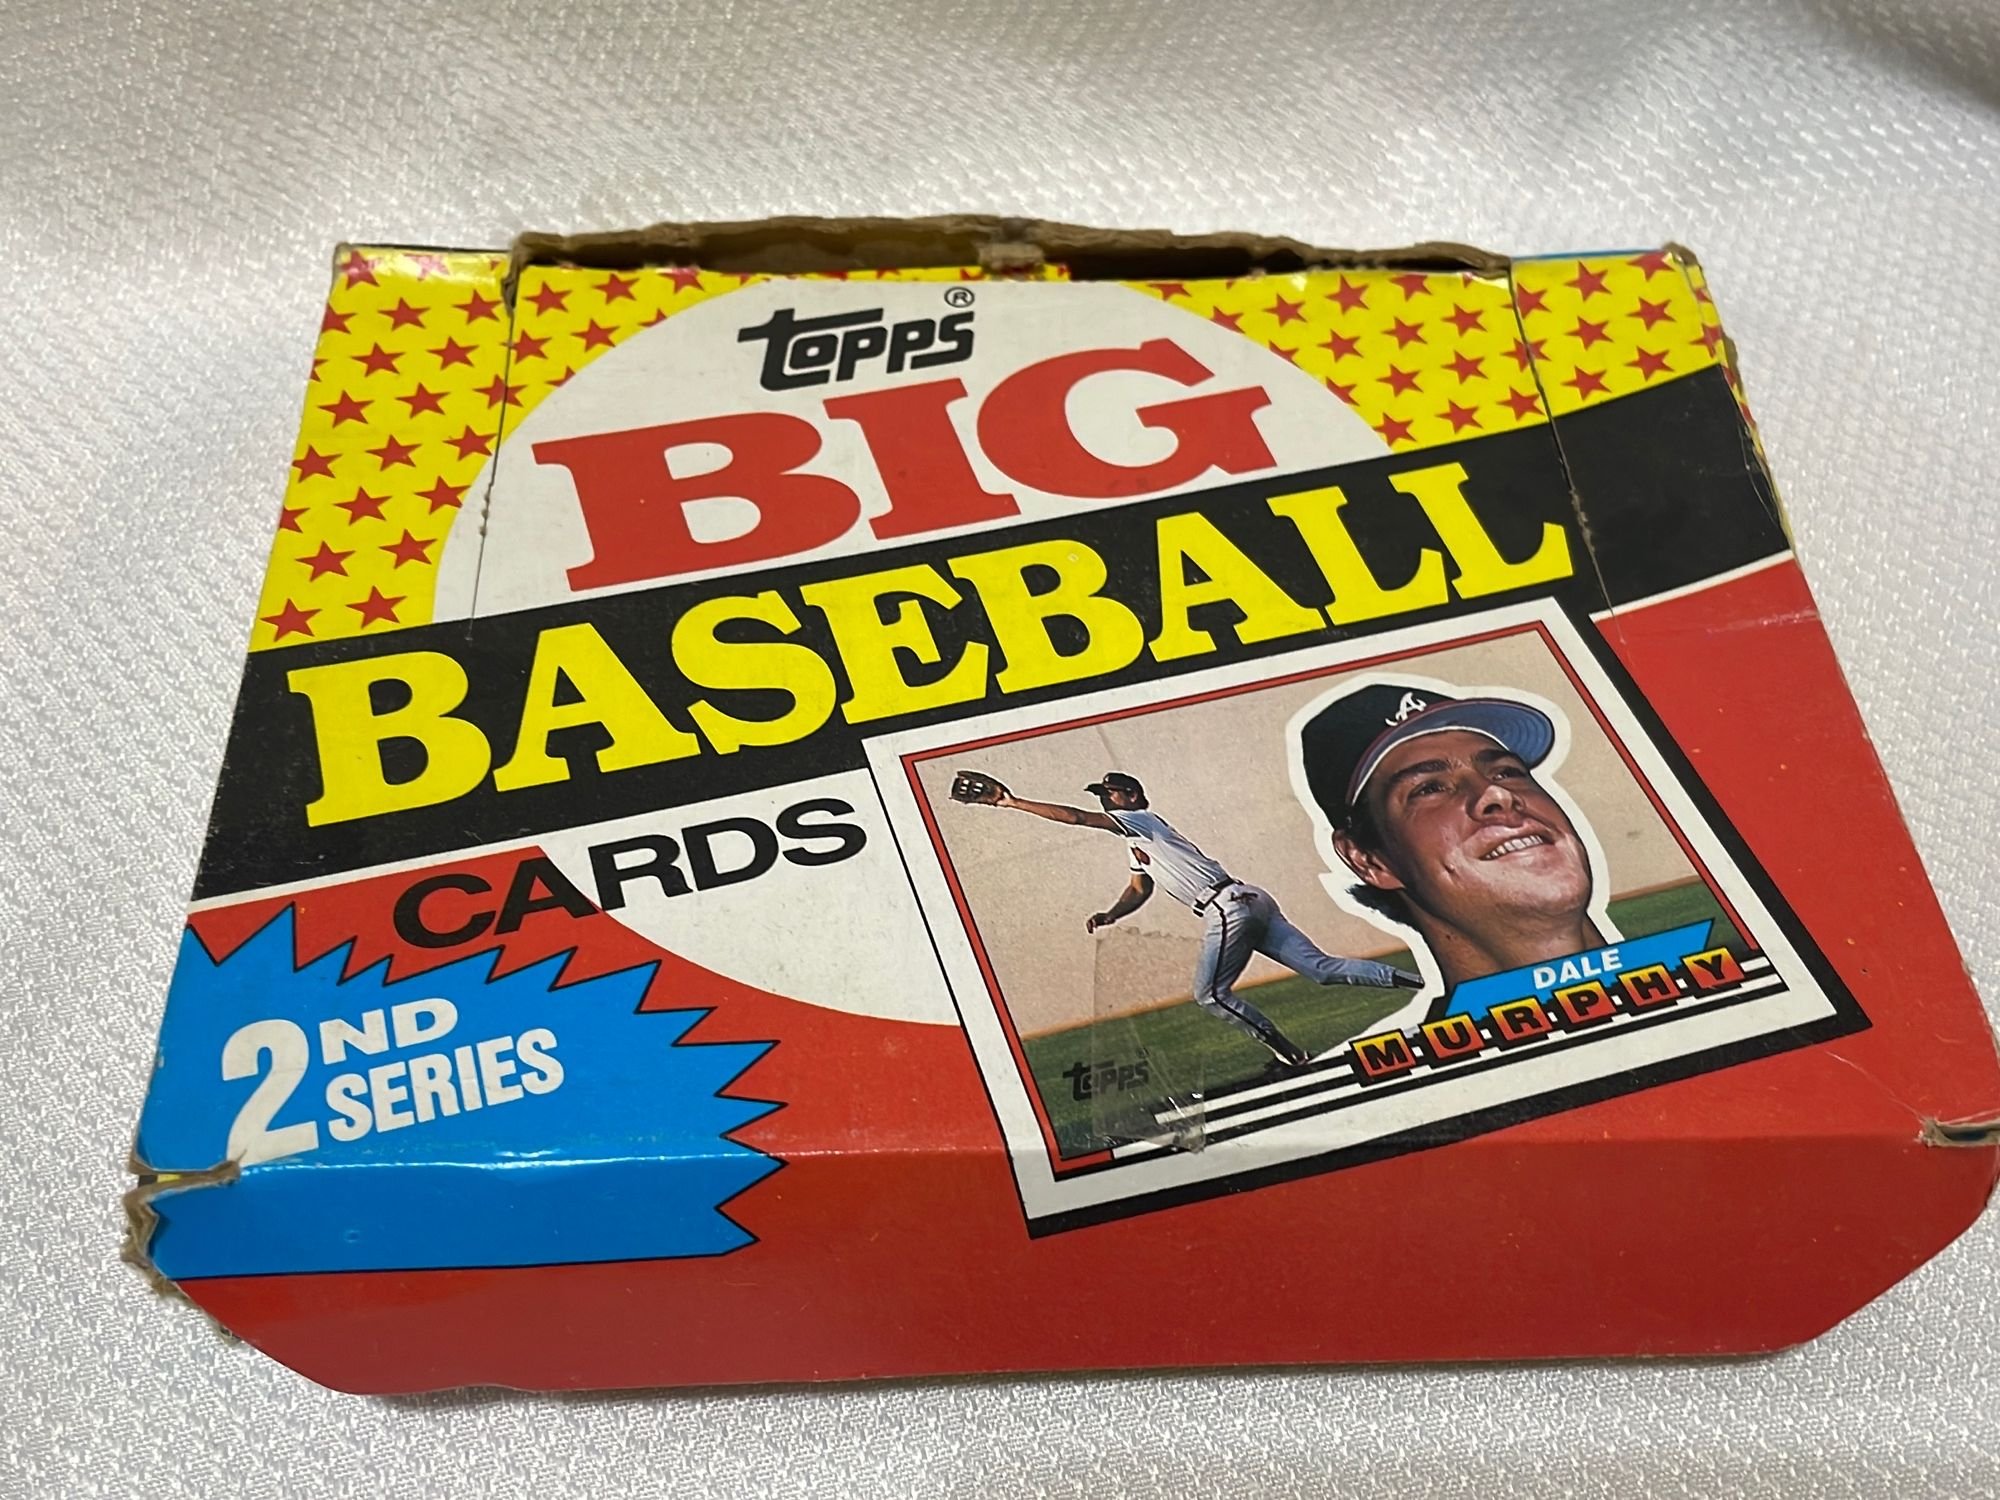 topps®
BIG
BASEBALL
CARDS
2ND
SERIES
DALE
MURPHY
topps®